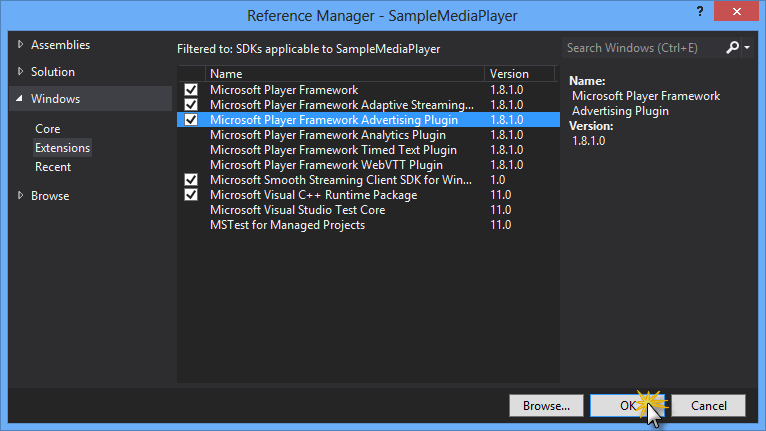 Reference Manager - SampleMediaPlayer
?
Assemblies
Solution
Windows
Core
Extensions
Recent
Browse
Filtered to: SDKs applicable to SampleMediaPlayer
Name Version
Microsoft Player Framework 1.8.1.0
Microsoft Player Framework Adaptive Streaming... 1.8.1.0
Microsoft Player Framework Advertising Plugin 1.8.1.0
Microsoft Player Framework Analytics Plugin 1.8.1.0
Microsoft Player Framework Timed Text Plugin 1.8.1.0
Microsoft Player Framework WebVTT Plugin 1.8.1.0
Microsoft Smooth Streaming Client SDK for Win... 1.0
Microsoft Visual C++ Runtime Package 11.0
Microsoft Visual Studio Test Core 11.0
MSTest for Managed Projects 11.0
Search Windows (Ctrl+E)
Name:
Microsoft Player Framework
Advertising Plugin
Version:
1.8.1.0
Browse... OK Cancel